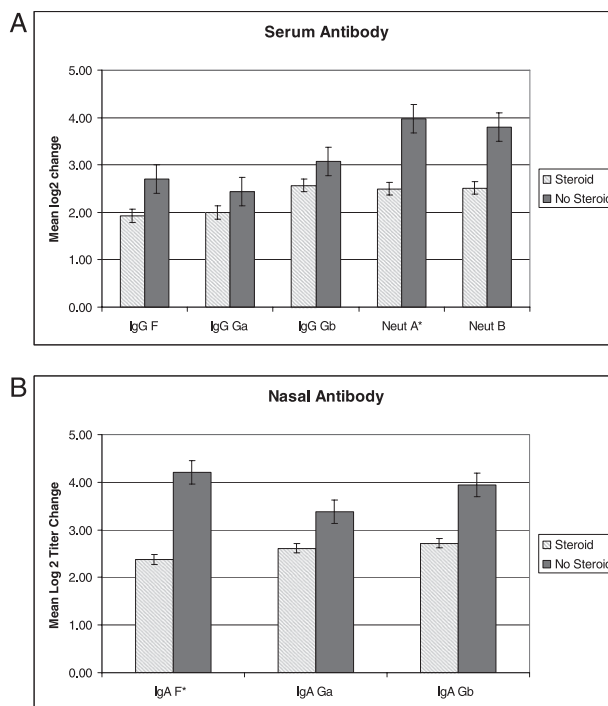 A
Serum Antibody
5.00
4.00
3.00
2.00
1.00
0.00
Mean log2 change
IgG F IgG Ga IgG Gb Neut A* Neut B
Steroid
No Steroid
B
Nasal Antibody
5.00
4.00
3.00
2.00
1.00
0.00
Mean Log 2 Titer Change
IgA F* IgA Ga IgA Gb
Steroid
No Steroid